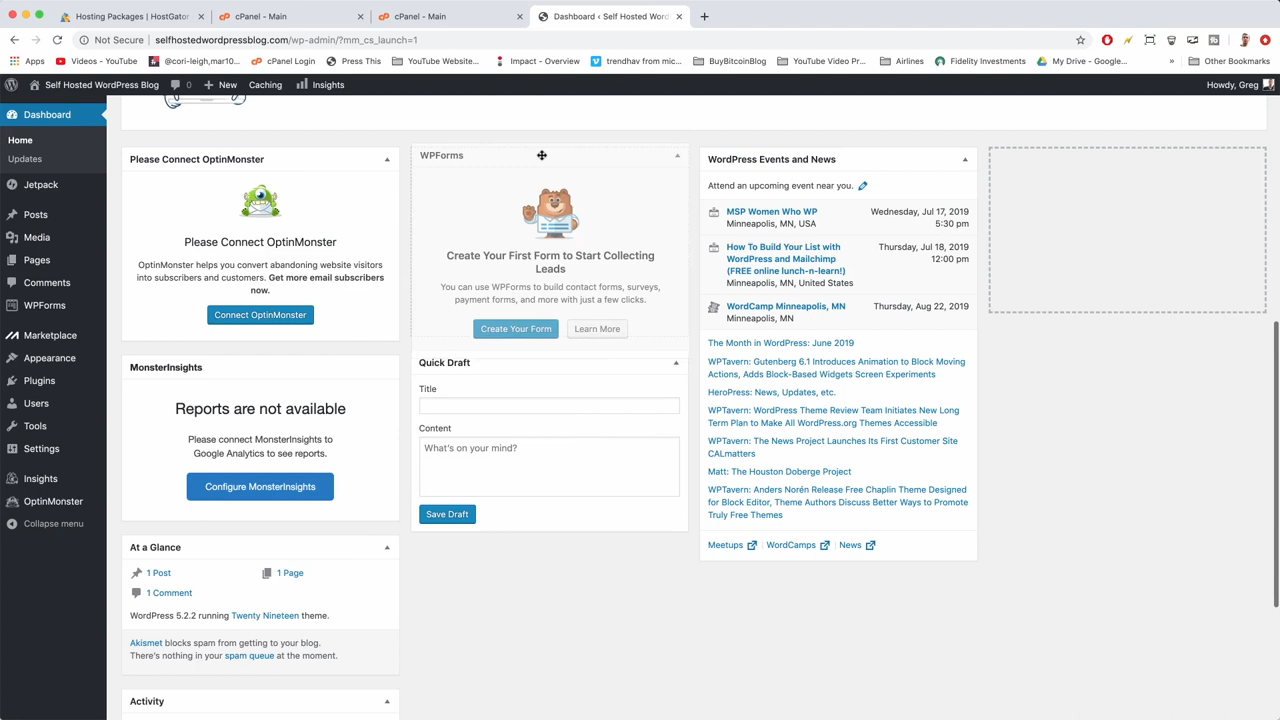 Hosting Packages | HostGator
cPanel - Main
cPanel - Main
Dashboard ‹ Self Hosted Word
Not Secure | selfhostedwordpressblog.com/wp-admin/?mm_cs_launch=1
Apps
Videos - YouTube
@cori-leigh,mar10...
cPanel Login
Press This
YouTube Website...
Impact - Overview
trendhav from mic...
BuyBitcoinBlog
YouTube Video Pr...
Airlines
Fidelity Investments
My Drive - Google...
»
Other Bookmarks
Self Hosted WordPress Blog
0
New
Caching
Insights
Howdy, Greg
Dashboard
Home
Updates
Jetpack
Posts
Media
Pages
Comments
WPForms
Marketplace
Appearance
Plugins
Users
Tools
Settings
Insights
OptinMonster
Collapse menu
Please Connect OptinMonster
Please Connect OptinMonster
OptinMonster helps you convert abandoning website visitors
into subscribers and customers. Get more email subscribers
now.
Connect OptinMonster
MonsterInsights
Reports are not available
Please connect MonsterInsights to
Google Analytics to see reports.
Configure MonsterInsights
At a Glance
1 Post
1 Page
1 Comment
WordPress 5.2.2 running Twenty Nineteen theme.
Akismet blocks spam from getting to your blog.
There's nothing in your spam queue at the moment.
Activity
WPForms
Create Your First Form to Start Collecting
Leads
You can use WPForms to build contact forms, surveys,
payment forms, and more with just a few clicks.
Create Your Form
Learn More
Quick Draft
Title
Content
What's on your mind?
Save Draft
WordPress Events and News
Attend an upcoming event near you.
MSP Women Who WP
Minneapolis, MN, USA
Wednesday, Jul 17, 2019
5:30 pm
How To Build Your List with
WordPress and Mailchimp
(FREE online lunch-n-learn!)
Minneapolis, MN, United States
Thursday, Jul 18, 2019
12:00 pm
WordCamp Minneapolis, MN
Minneapolis, MN
Thursday, Aug 22, 2019
The Month in WordPress: June 2019
WPTavern: Gutenberg 6.1 Introduces Animation to Block Moving
Actions, Adds Block-Based Widgets Screen Experiments
HeroPress: News, Updates, etc.
WPTavern: WordPress Theme Review Team Initiates New Long
Term Plan to Make All WordPress.org Themes Accessible
WPTavern: The News Project Launches Its First Customer Site
CALmatters
Matt: The Houston Doberge Project
WPTavern: Anders Norén Release Free Chaplin Theme Designed
for Block Editor, Theme Authors Discuss Better Ways to Promote
Truly Free Themes
Meetups
WordCamps
News